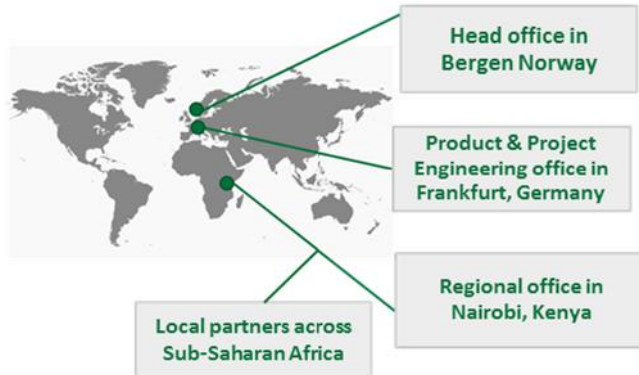 Head office in
Bergen Norway
Product & Project
Engineering office in
Frankfurt, Germany
Regional office in
Nairobi, Kenya
Local partners across
Sub-Saharan Africa